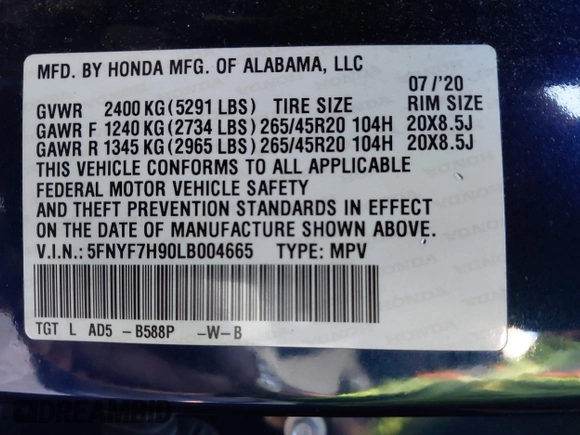 MFD. BY HONDA MFG. OF ALABAMA, LLC
07/'20
GVWR 2400 KG(5291 LBS) TIRE SIZE RIM SIZE
GAWR F 1240 KG(2734 LBS) 265/45R20 104H 20X8.5J
GAWR R 1345 KG(2965 LBS) 265/45R20 104H 20X8.5J
THIS VEHICLE CONFORMS TO ALL APPLICABLE
FEDERAL MOTOR VEHICLE SAFETY
AND THEFT PREVENTION STANDARDS IN EFFECT
ON THE DATE OF MANUFACTURE SHOWN ABOVE.
V.I.N.: 5FNYF7H90LB004665 TYPE: MPV
TGT L AD5 -B588P -W-B
DREAMBID